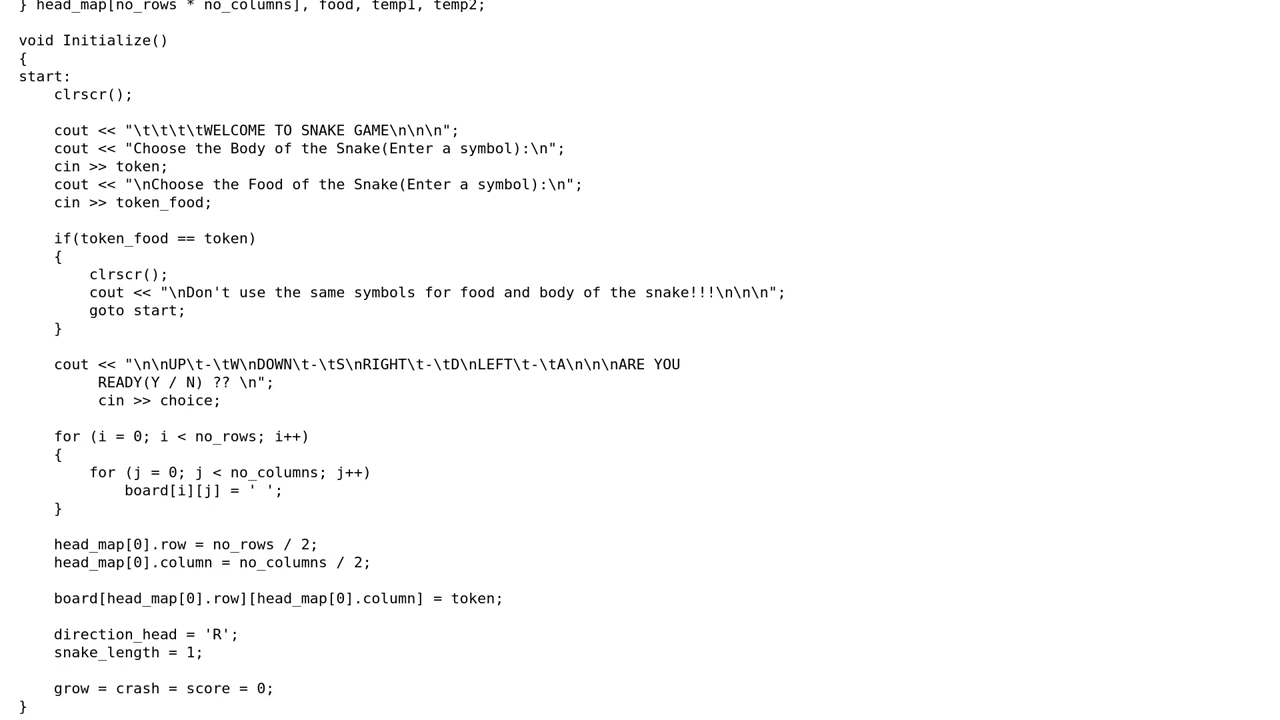 } head_map[no_rows * no_columns], food, temp1, temp2;
void Initialize()
{
start:
    clrscr();
    cout << "\t\t\t\tWELCOME TO SNAKE GAME\n\n\n";
    cout << "Choose the Body of the Snake(Enter a symbol):\n";
    cin >> token;
    cout << "\nChoose the Food of the Snake(Enter a symbol):\n";
    cin >> token_food;
    if(token_food == token)
    {
        clrscr();
        cout << "\nDon't use the same symbols for food and body of the snake!!!\n\n\n";
        goto start;
    }
    cout << "\n\nUP\t-\tW\nDOWN\t-\tS\nRIGHT\t-\tD\nLEFT\t-\tA\n\n\nARE YOU
         READY(Y / N) ?? \n";
         cin >> choice;
    for (i = 0; i < no_rows; i++)
    {
        for (j = 0; j < no_columns; j++)
            board[i][j] = ' ';
    }
    head_map[0].row = no_rows / 2;
    head_map[0].column = no_columns / 2;
    board[head_map[0].row][head_map[0].column] = token;
    direction_head = 'R';
    snake_length = 1;
    grow = crash = score = 0;
}